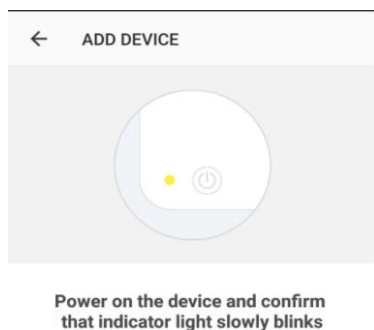 ADD DEVICE
Power on the device and confirm
that indicator light slowly blinks